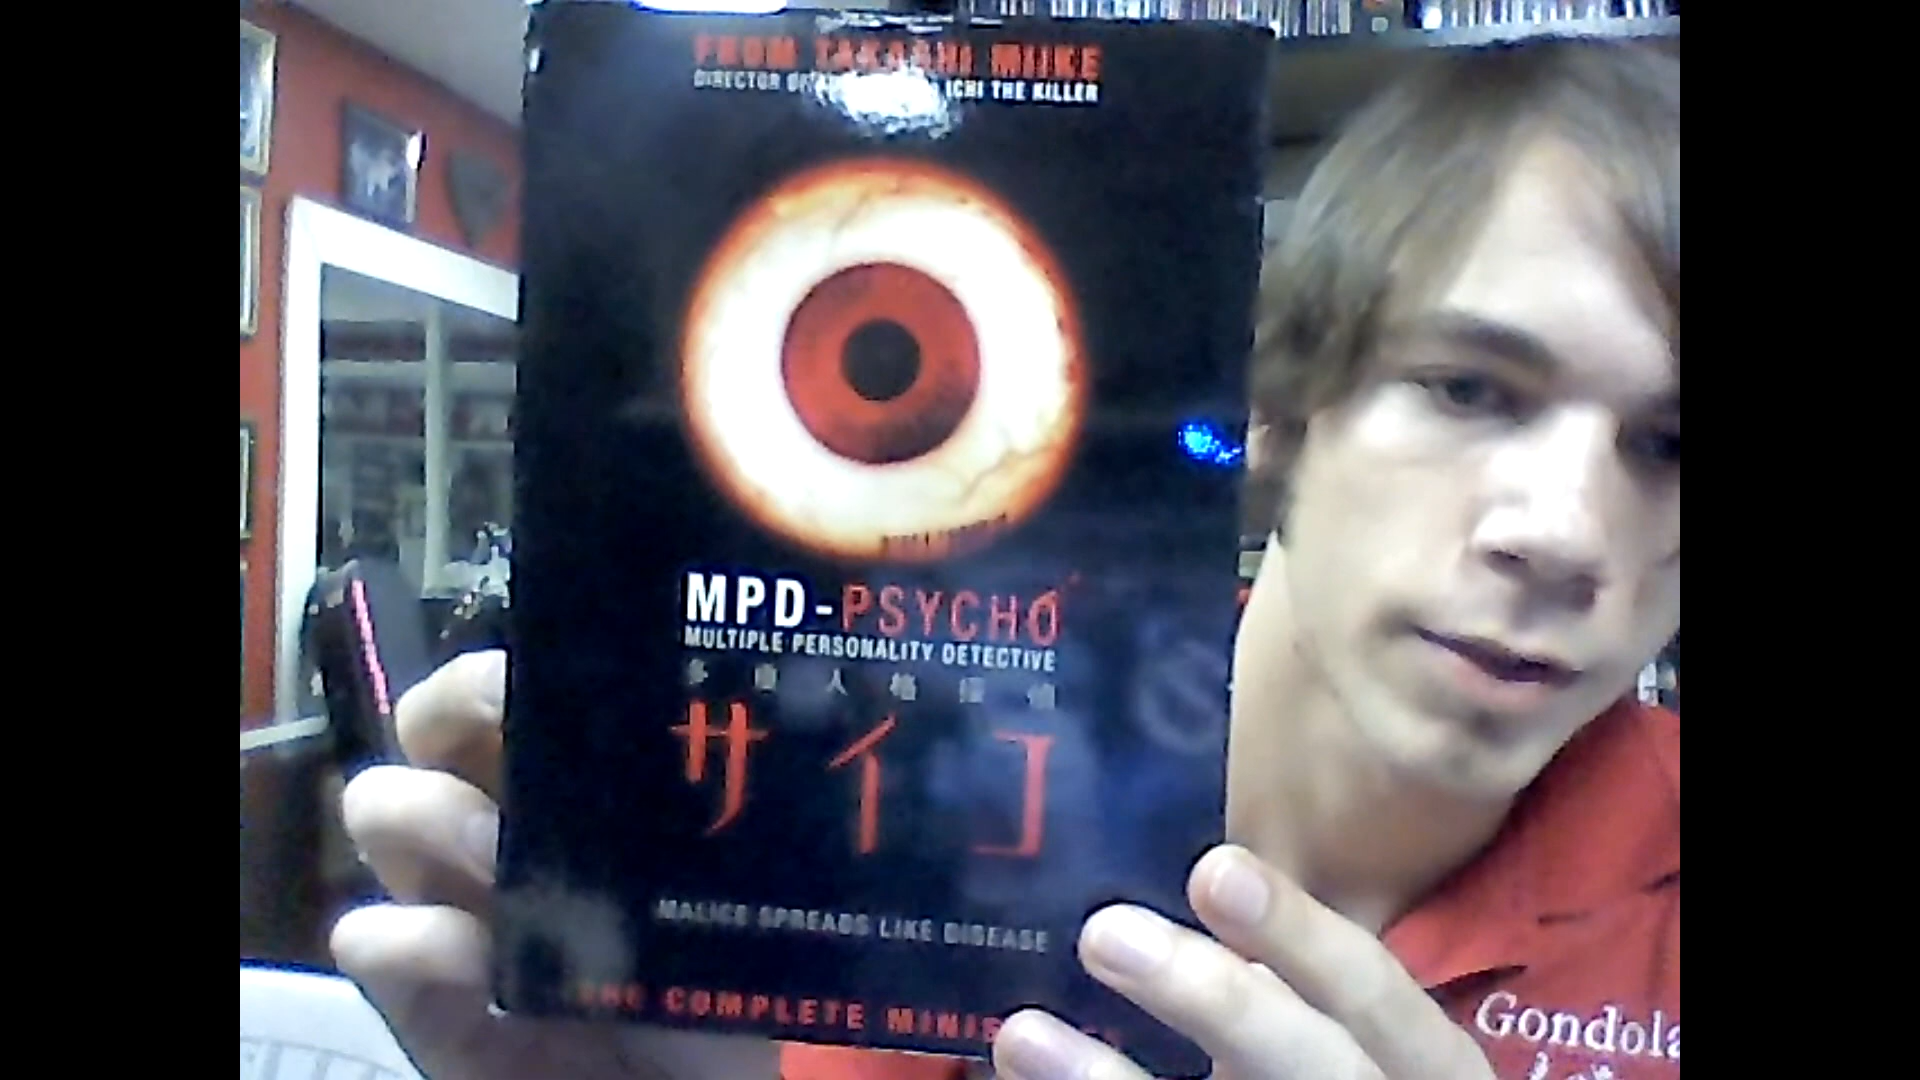 FROM TAKASHI MIIKE
DIRECTOR OF ICHI THE KILLER
MPD-PSYCHO
MULTIPLE PERSONALITY DETECTIVE
多重人格探偵
サイコ
MALICE SPREADS LIKE DISEASE
THE COMPLETE
Gondola